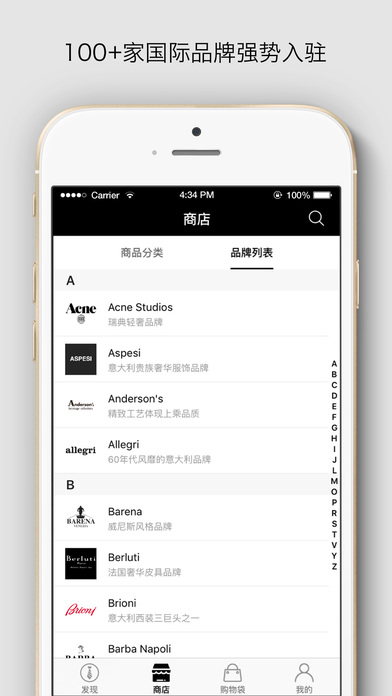 100+家国际品牌强势入驻
Carrier 4:34 PM 100%
商店
商品分类 品牌列表
A
Acne
Acne Studios
瑞典轻奢品牌
ASPESI
Aspesi
意大利贵族奢华服饰品牌
Anderson's
Anderson's
精致工艺体现上乘品质
allegri
Allegri
60年代风靡的意大利品牌
B
BARENA
VENEZIA
Barena
威尼斯风格品牌
Berluti
Berluti
法国奢华皮具品牌
Brioni
Brioni
意大利西装三巨头之一
BARBA
Barba Napoli
A
B
C
D
E
F
G
H
I
J
L
M
O
P
R
S
T
V
W
Y
Z
发现 商店 购物袋 我的